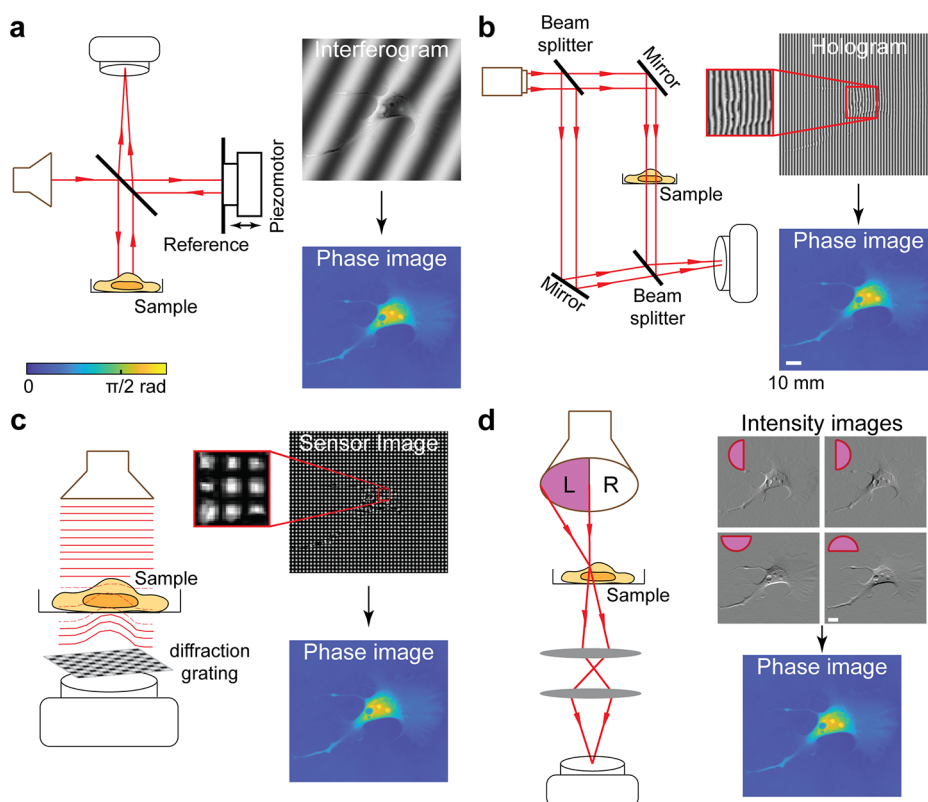 a
Interferogram
Piezomotor
Reference
Sample
Phase image
0
π/2 rad
b
Beam
splitter
Mirror
Hologram
Sample
Mirror
Beam
splitter
Phase image
10 mm
c
Sensor Image
Sample
diffraction
grating
Phase image
d
L
R
Sample
Intensity images
Phase image